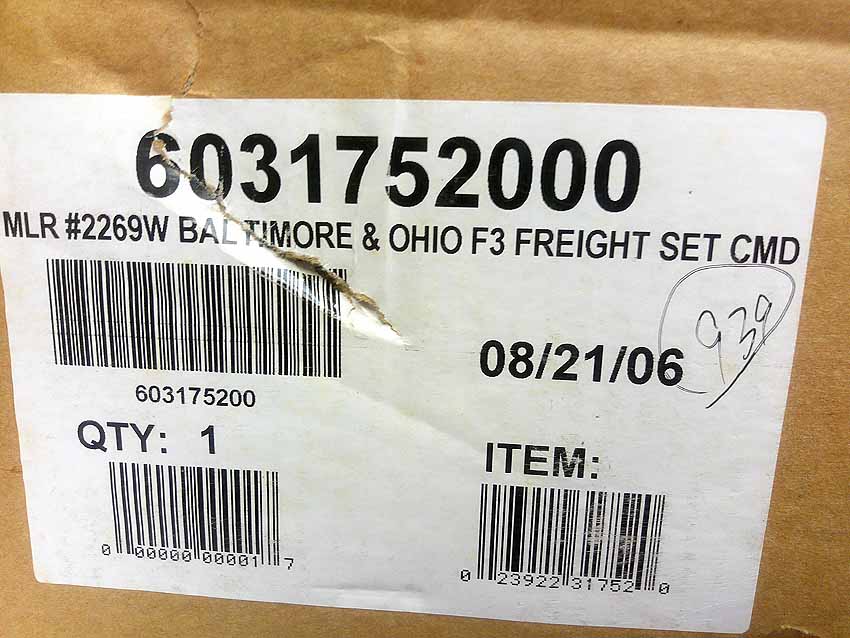 6031752000
MLR #2269W BALTIMORE & OHIO F3 FREIGHT SET CMD
939
08/21/06
603175200
QTY: 1
ITEM:
0 00000 00001 7
0 23922 31752 0